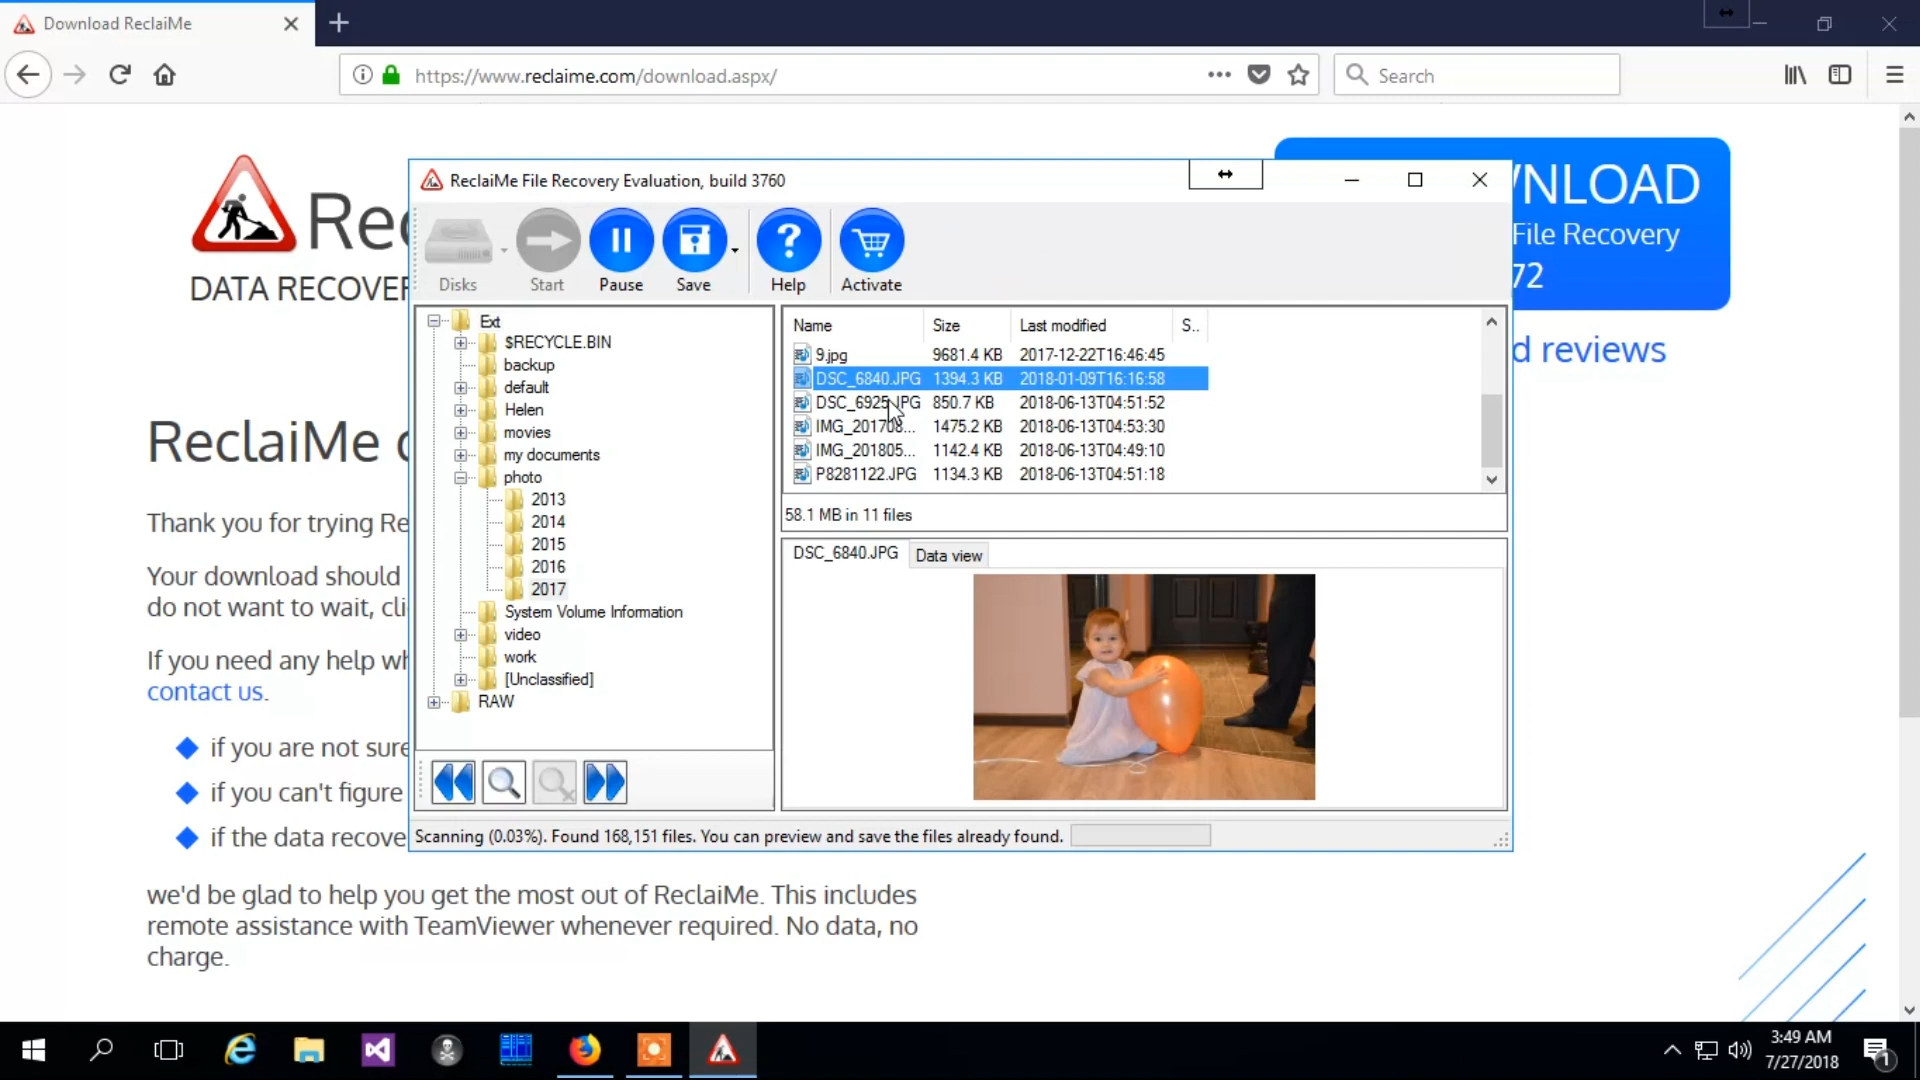 Download ReclaiMe
https://www.reclaime.com/download.aspx/
Search
Rec
DATA RECOVER
NLOAD
File Recovery
72
d reviews
ReclaiMe
Thank you for trying Re
Your download should
do not want to wait, cli
If you need any help wh
contact us.
if you are not sure
if you can't figure
if the data recove
we'd be glad to help you get the most out of ReclaiMe. This includes
remote assistance with TeamViewer whenever required. No data, no
charge.
ReclaiMe File Recovery Evaluation, build 3760
Disks Start Pause Save Help Activate
Ext
$RECYCLE.BIN
backup
default
Helen
movies
my documents
photo
2013
2014
2015
2016
2017
System Volume Information
video
work
[Unclassified]
RAW
Name Size Last modified S..
9.jpg 9681.4 KB 2017-12-22T16:46:45
DSC_6840.JPG 1394.3 KB 2018-01-09T16:16:58
DSC_6925.JPG 850.7 KB 2018-06-13T04:51:52
IMG_201708... 1475.2 KB 2018-06-13T04:53:30
IMG_201805... 1142.4 KB 2018-06-13T04:49:10
P8281122.JPG 1134.3 KB 2018-06-13T04:51:18
58.1 MB in 11 files
DSC_6840.JPG Data view
Scanning (0.03%). Found 168,151 files. You can preview and save the files already found.
3:49 AM
7/27/2018
1